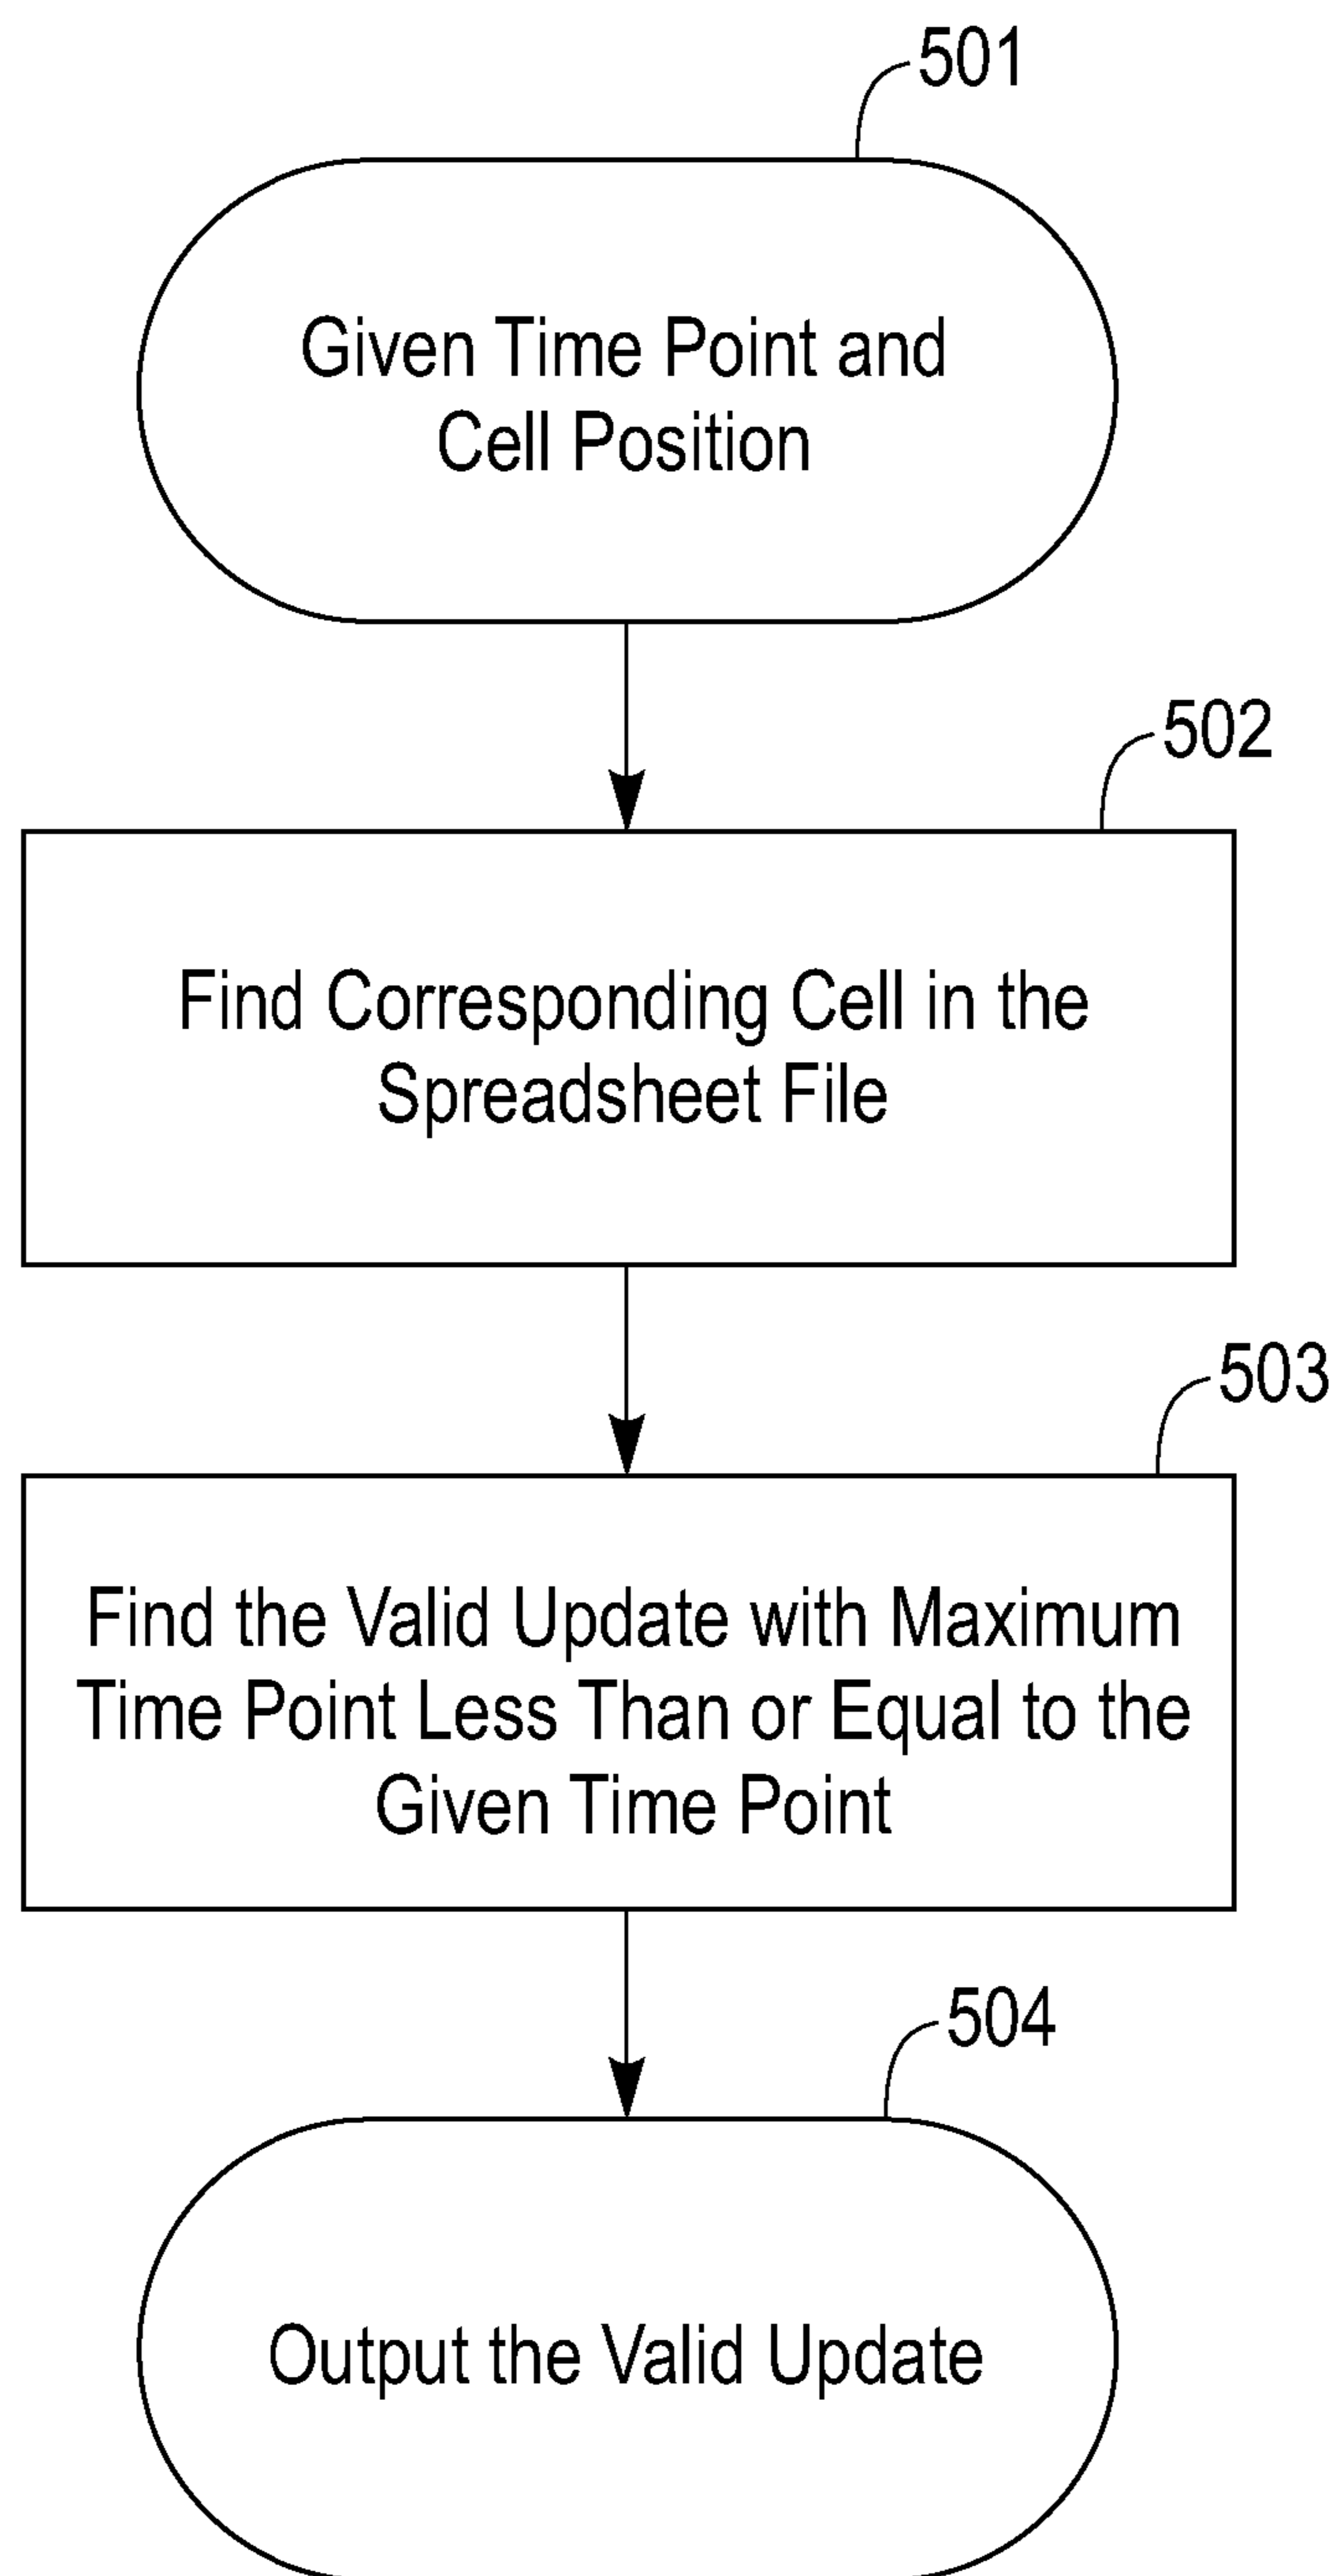 501
Given Time Point and
Cell Position
502
Find Corresponding Cell in the
Spreadsheet File
503
Find the Valid Update with Maximum
Time Point Less Than or Equal to the
Given Time Point
504
Output the Valid Update